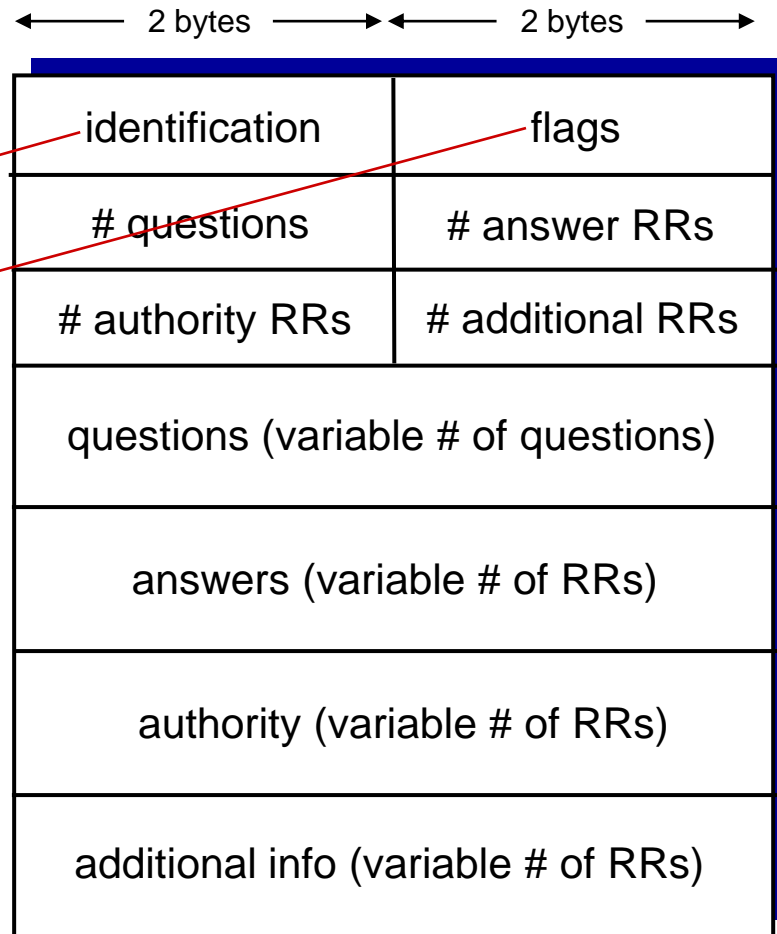 2 bytes 2 bytes
identification flags
# questions # answer RRs
# authority RRs # additional RRs
questions (variable # of questions)
answers (variable # of RRs)
authority (variable # of RRs)
additional info (variable # of RRs)